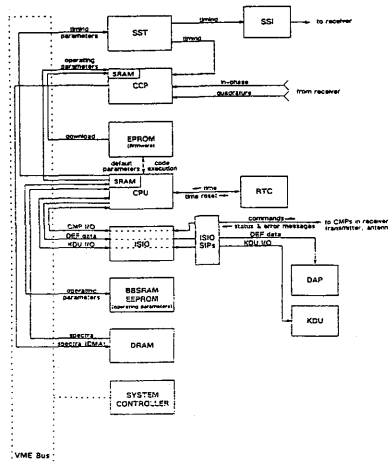 timing
parameters
SST
timing
SSI
to receiver
timing
operating
parameters
SRAM
CCP
in-phase
quadrature
from receiver
download
EPROM
(firmware)
default
parameters
code
execution
SRAM
CPU
time
time reset
RTC
CMP I/O
DEF data
KDU I/O
ISIO
ISIO
SIPs
commands
status & error messages
DEF data
KDU I/O
to CMPs in receiver
transmitter, antenn
DAP
KDU
operating
parameters
BBSRAM
EEPROM
(operating parameters)
spectra
spectra (DMA)
DRAM
SYSTEM
CONTROLLER
VME Bus